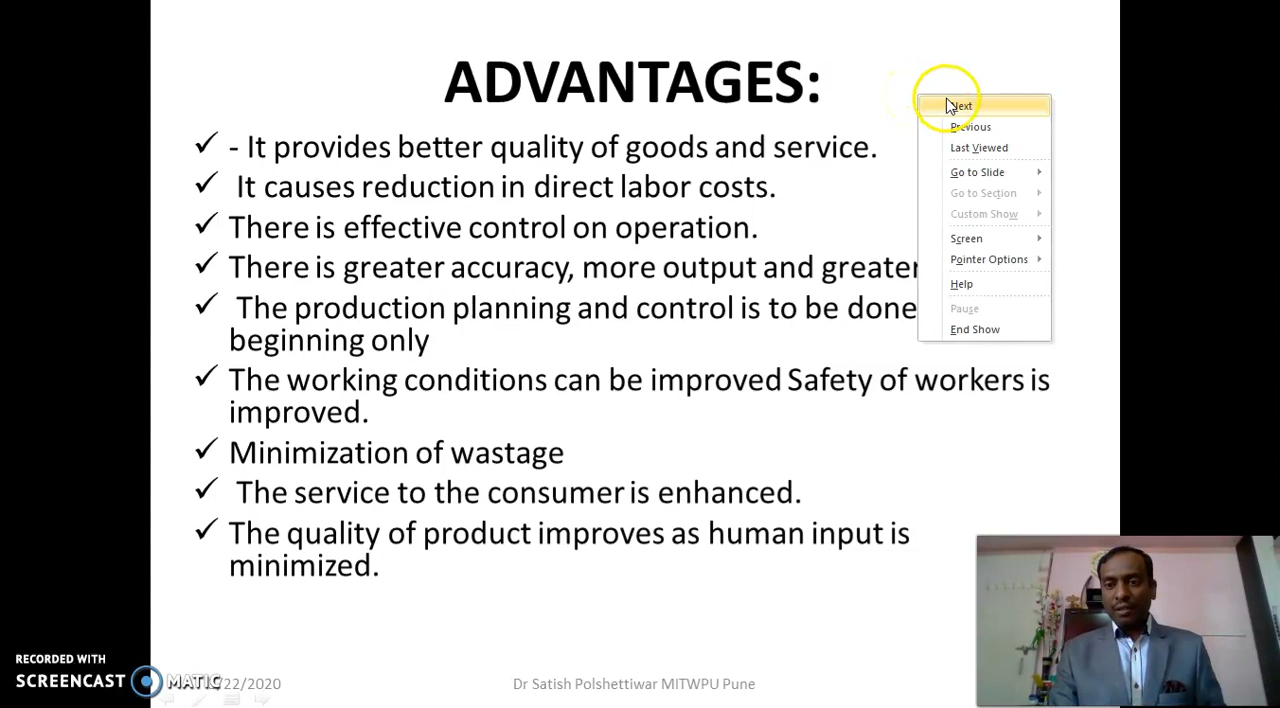 ADVANTAGES:
- It provides better quality of goods and service.
It causes reduction in direct labor costs.
There is effective control on operation.
There is greater accuracy, more output and greater
The production planning and control is to be done
beginning only
The working conditions can be improved Safety of workers is
improved.
Minimization of wastage
The service to the consumer is enhanced.
The quality of product improves as human input is
minimized.
Next
Previous
Last Viewed
Go to Slide
Go to Section
Custom Show
Screen
Pointer Options
Help
Pause
End Show
RECORDED WITH
SCREENCAST MATIC
/22/2020
Dr Satish Polshettiwar MITWPU Pune